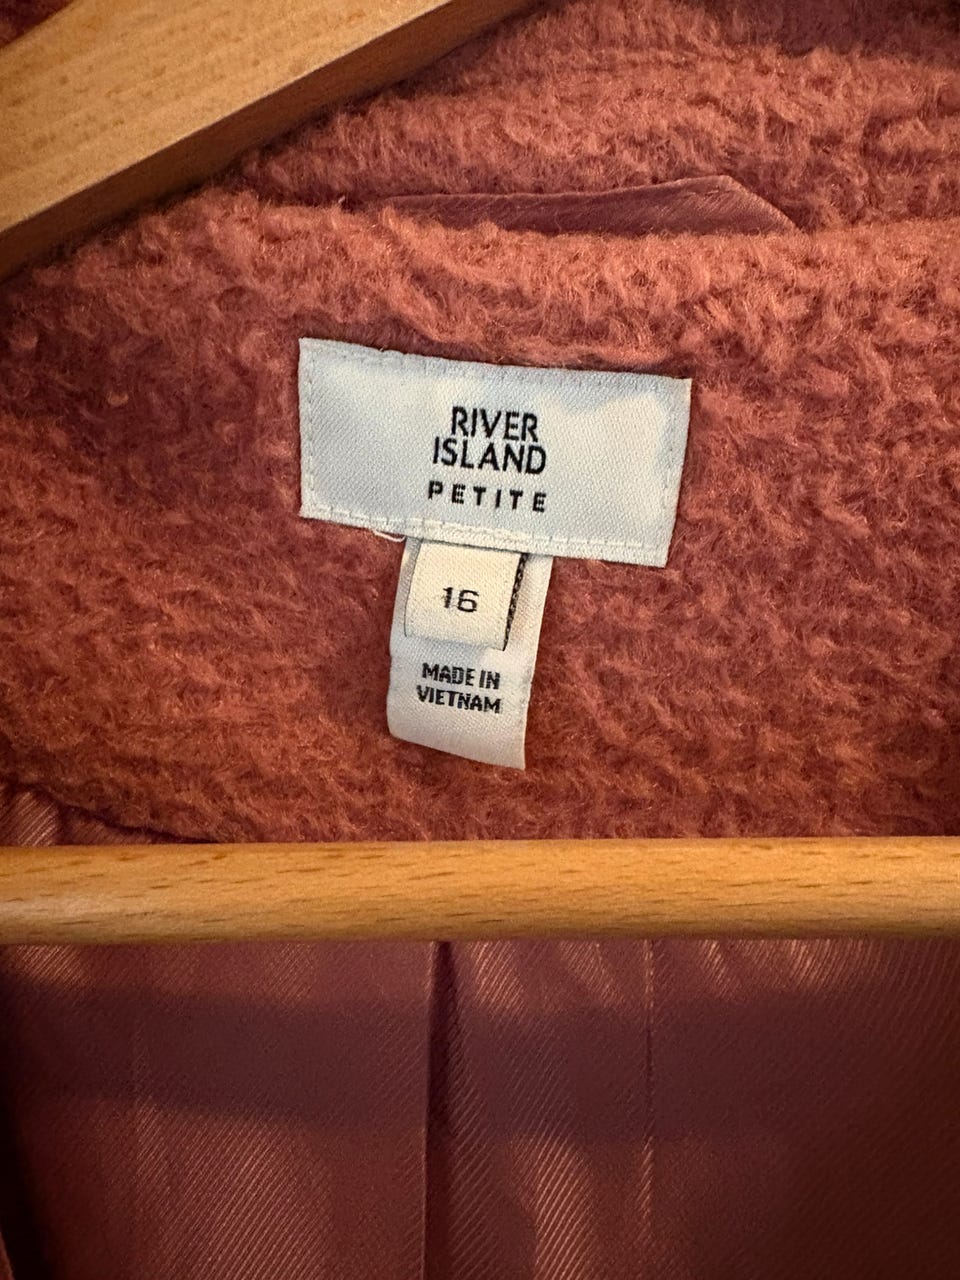 RIVER
ISLAND
PETITE
16
MADE IN
VIETNAM